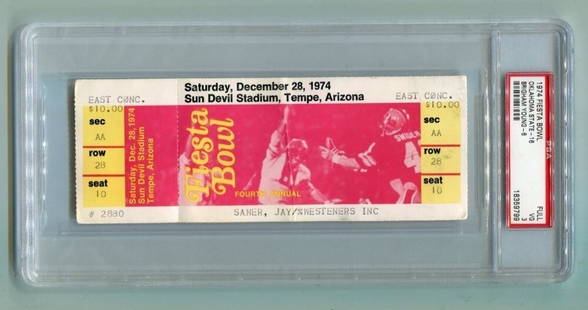 EAST CONC.
$10.00
sec
AA
row
28
seat
10
# 2880
Saturday, Dec. 28, 1974
Sun Devil Stadium
Tempe, Arizona
Saturday, December 28, 1974
Sun Devil Stadium, Tempe, Arizona
Fiesta
Bowl
FOURTH ANNUAL
SAMER, JAY/%WESTENERS INC
EAST CONC.
$10.00
sec
AA
row
28
seat
10
PSA
1974 FIESTA BOWL
OKLAHOMA STATE-16
BRIGHAM YOUNG-6
FULL
VG
3
18359799